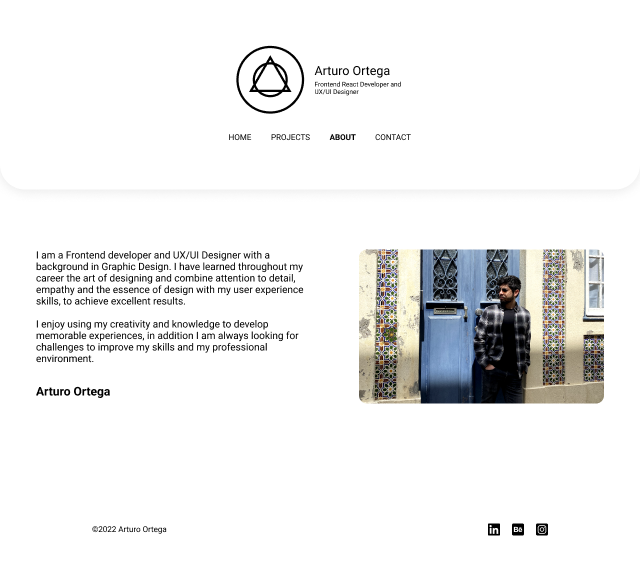 Arturo Ortega
Frontend React Developer and
UX/UI Designer
HOME PROJECTS ABOUT CONTACT
I am a Frontend developer and UX/UI Designer with a
background in Graphic Design. I have learned throughout my
career the art of designing and combine attention to detail,
empathy and the essence of design with my user experience
skills, to achieve excellent results.
I enjoy using my creativity and knowledge to develop
memorable experiences, in addition I am always looking for
challenges to improve my skills and my professional
environment.
Arturo Ortega
©2022 Arturo Ortega
in Bē